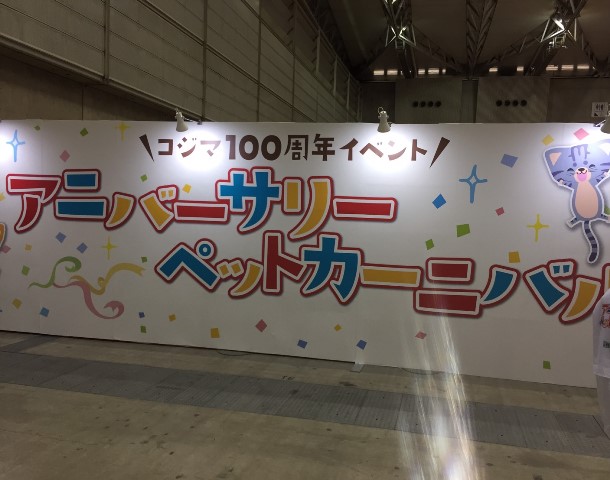 コジマ100周年イベント
アニバーサリー
ペットカーニバル